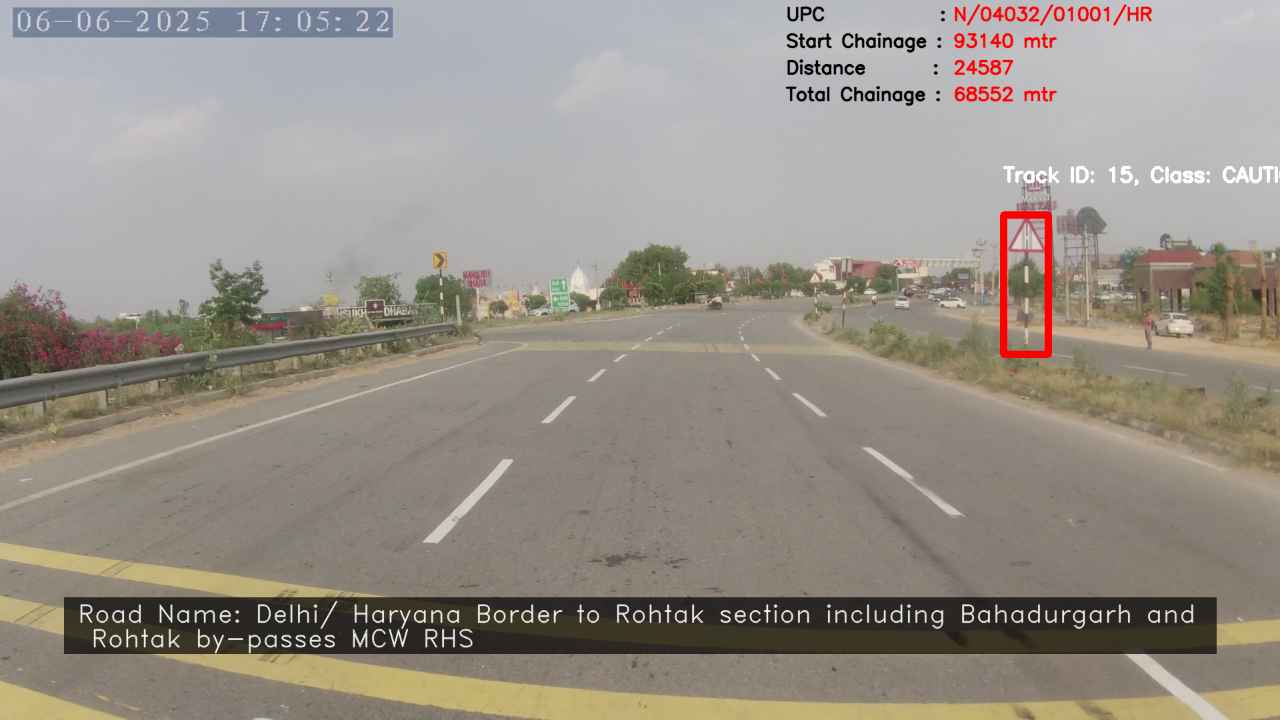 06-06-2025 17:05:22
UPC : N/04032/01001/HR
Start Chainage : 93140 mtr
Distance : 24587
Total Chainage : 68552 mtr
Track ID: 15, Class: CAUTI
DHABA
Road Name: Delhi/ Haryana Border to Rohtak section including Bahadurgarh and
Rohtak by-passes MCW RHS